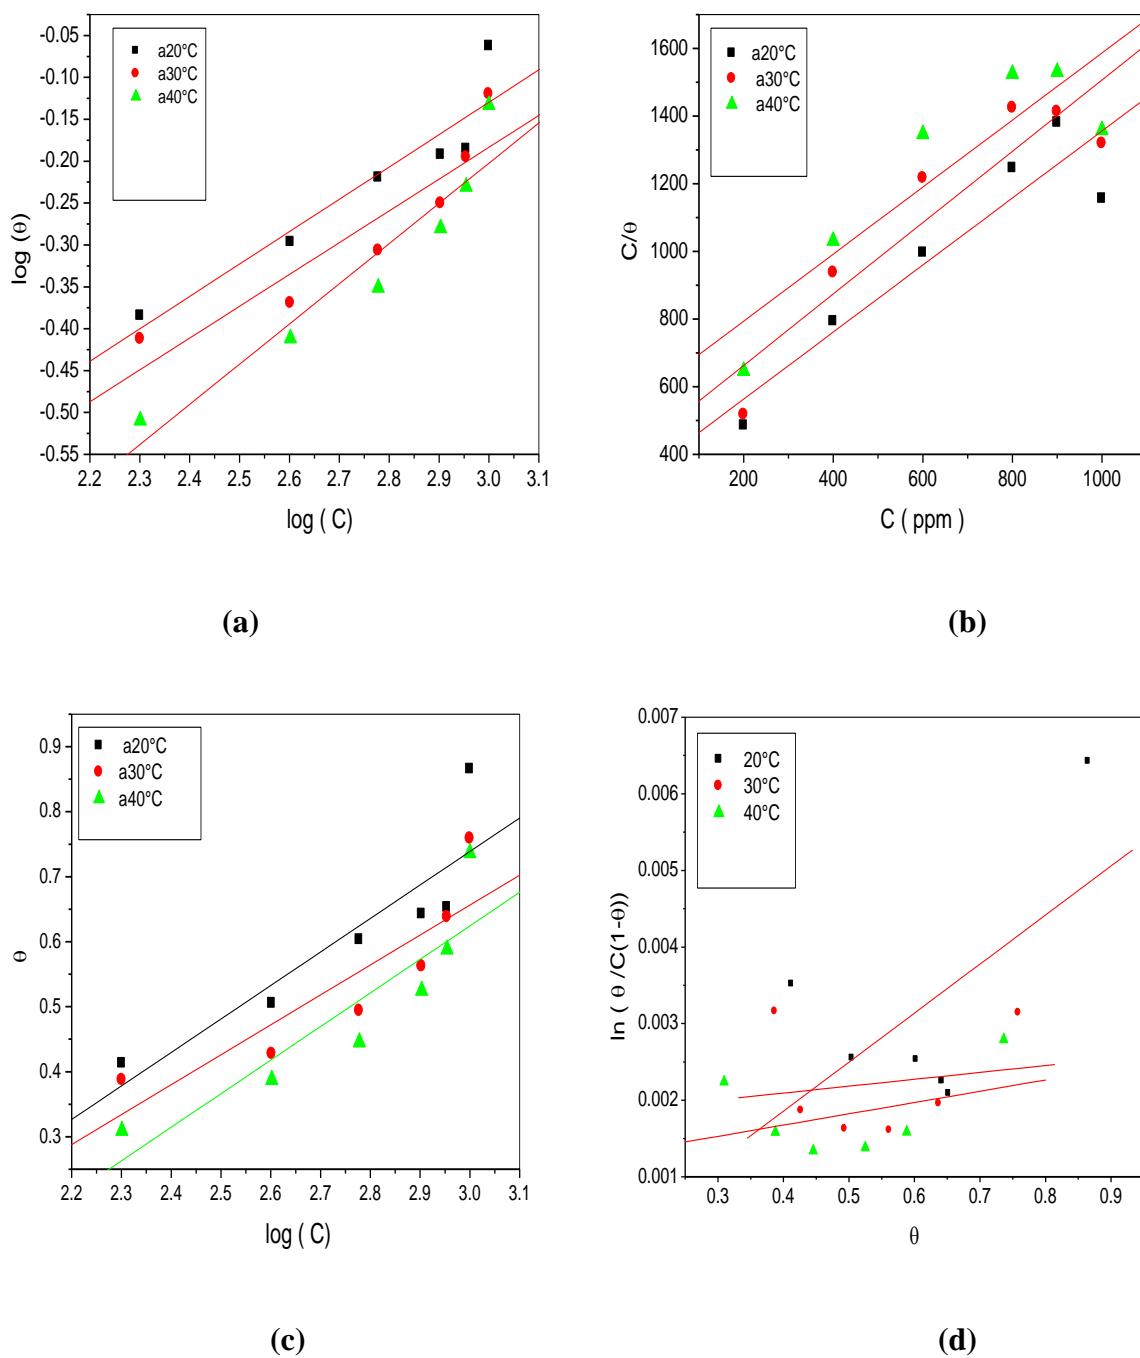 -0.05
-0.10
-0.15
-0.20
-0.25
-0.30
-0.35
-0.40
-0.45
-0.50
-0.55
log (θ)
a20°C
a30°C
a40°C
2.2 2.3 2.4 2.5 2.6 2.7 2.8 2.9 3.0 3.1
log ( C)
(a)
1600
1400
1200
1000
800
600
400
C/θ
a20°C
a30°C
a40°C
200 400 600 800 1000
C ( ppm )
(b)
0.9
0.8
0.7
0.6
0.5
0.4
0.3
θ
a20°C
a30°C
a40°C
2.2 2.3 2.4 2.5 2.6 2.7 2.8 2.9 3.0 3.1
log ( C)
(c)
0.007
0.006
0.005
0.004
0.003
0.002
0.001
ln ( θ /C(1-θ))
20°C
30°C
40°C
0.3 0.4 0.5 0.6 0.7 0.8 0.9
θ
(d)